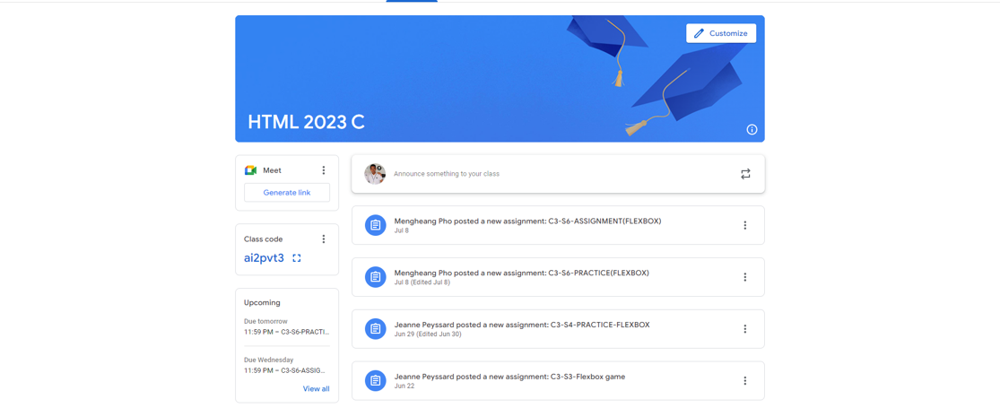 Customize
HTML 2023 C
Meet
Generate link
Class code
ai2pvt3
Upcoming
Due tomorrow
11:59 PM – C3-S6-PRACTI...
Due Wednesday
11:59 PM – C3-S6-ASSIG...
View all
Announce something to your class
Mengheang Pho posted a new assignment: C3-S6-ASSIGNMENT(FLEXBOX)
Jul 8
Mengheang Pho posted a new assignment: C3-S6-PRACTICE(FLEXBOX)
Jul 8 (Edited Jul 8)
Jeanne Peyssard posted a new assignment: C3-S4-PRACTICE-FLEXBOX
Jun 29 (Edited Jun 30)
Jeanne Peyssard posted a new assignment: C3-S3-Flexbox game
Jun 22